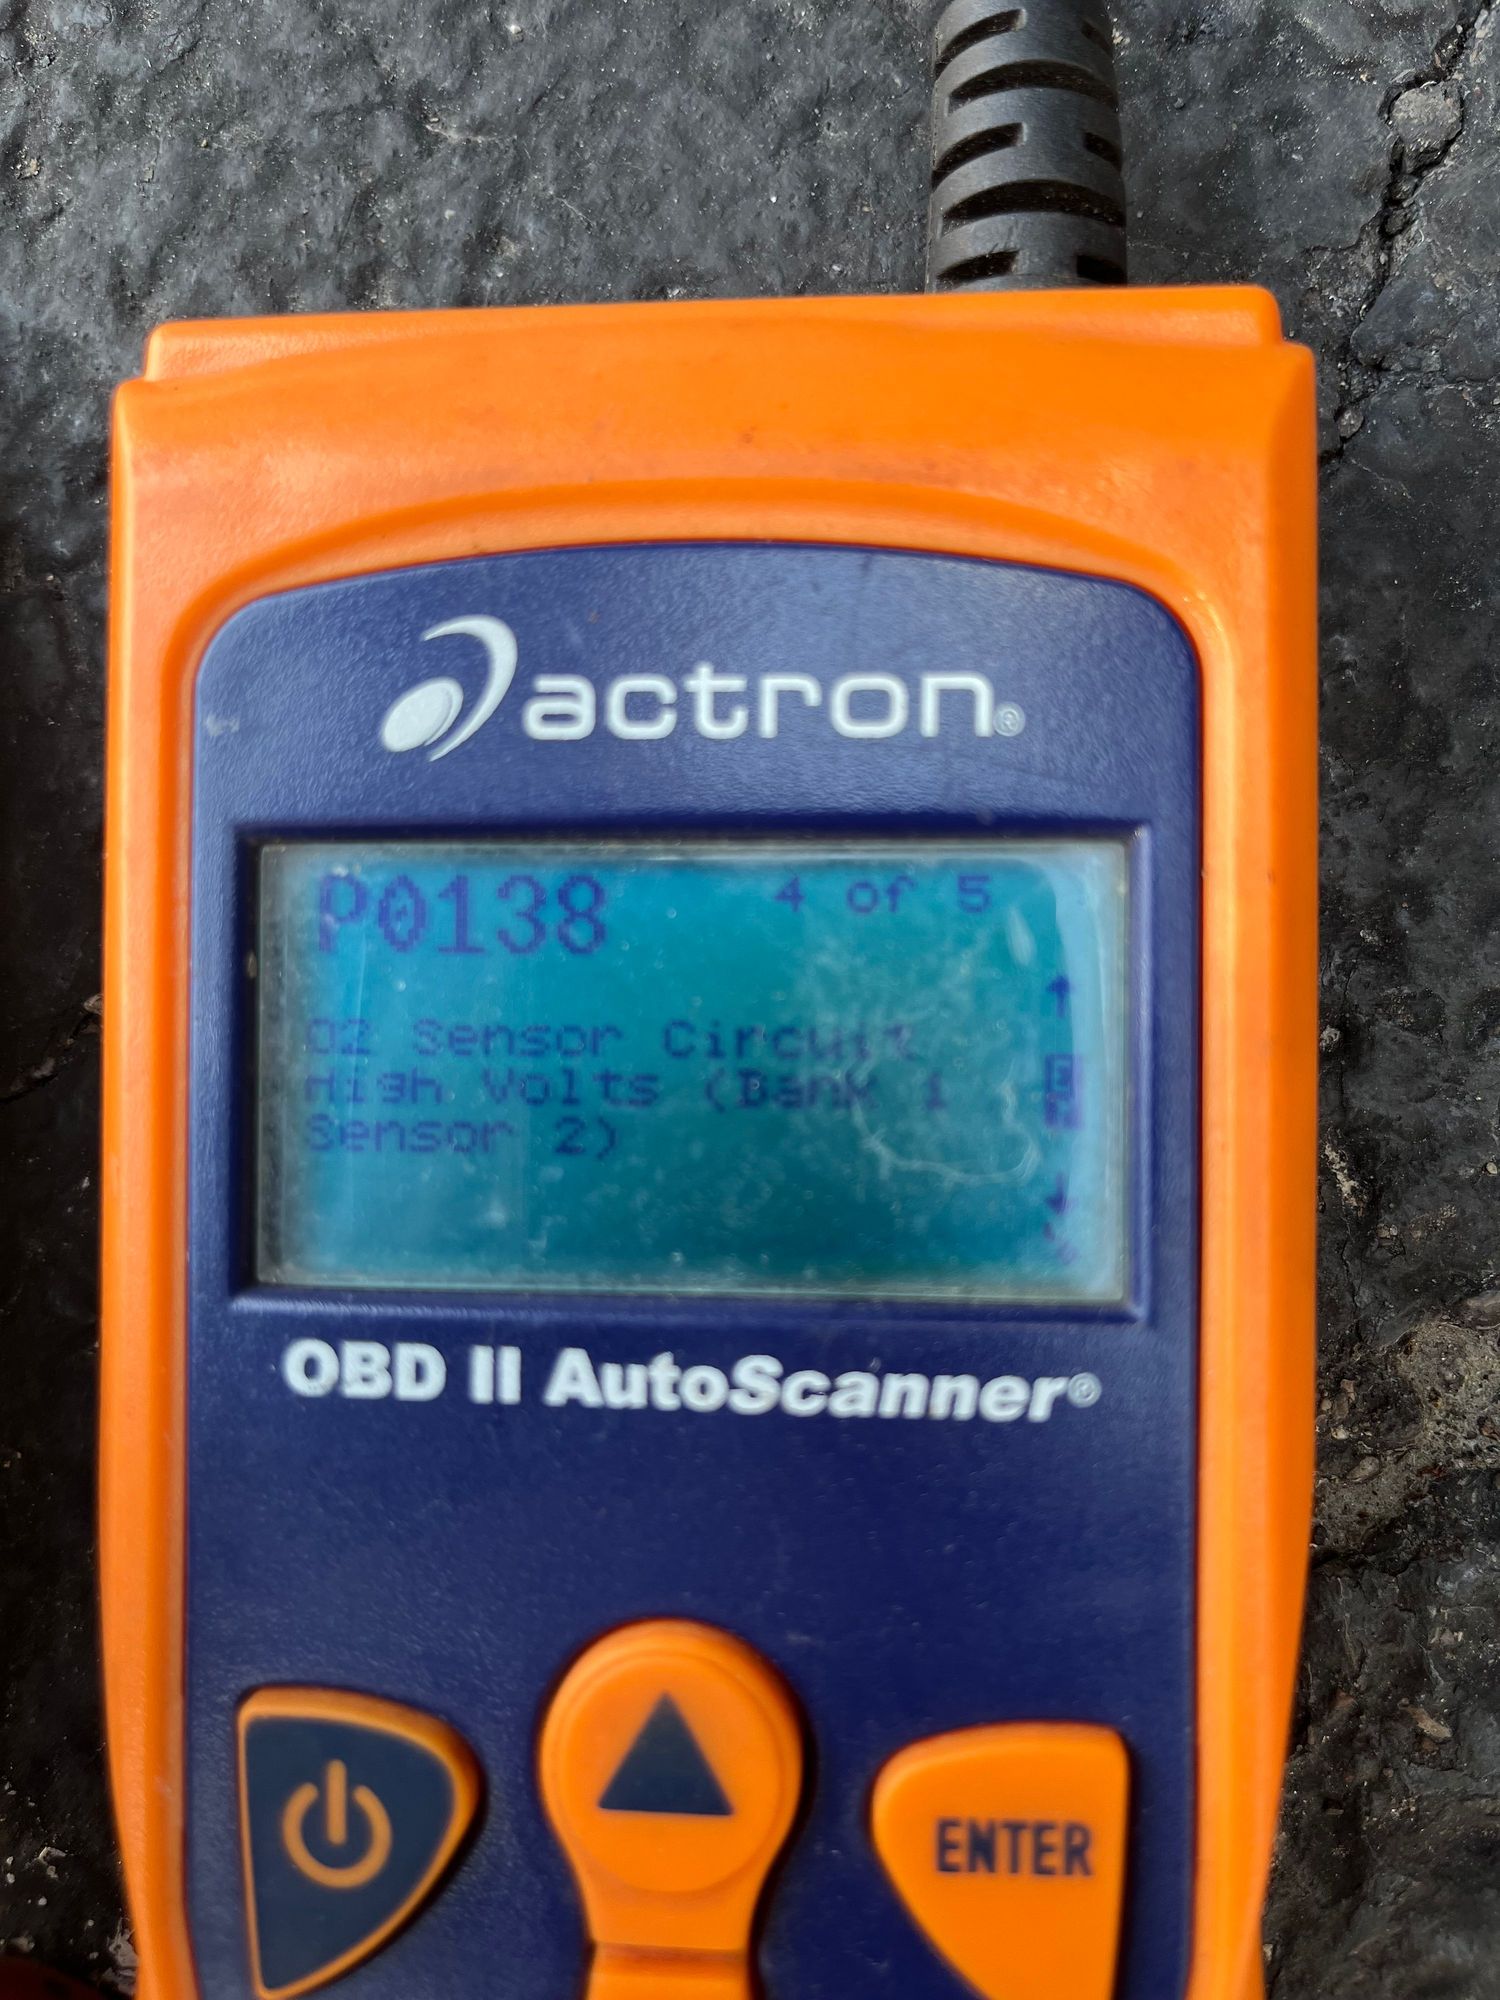 actron®
P0138 4 of 5
O2 Sensor Circuit
High Volts (Bank 1
Sensor 2)
OBD II AutoScanner®
ENTER